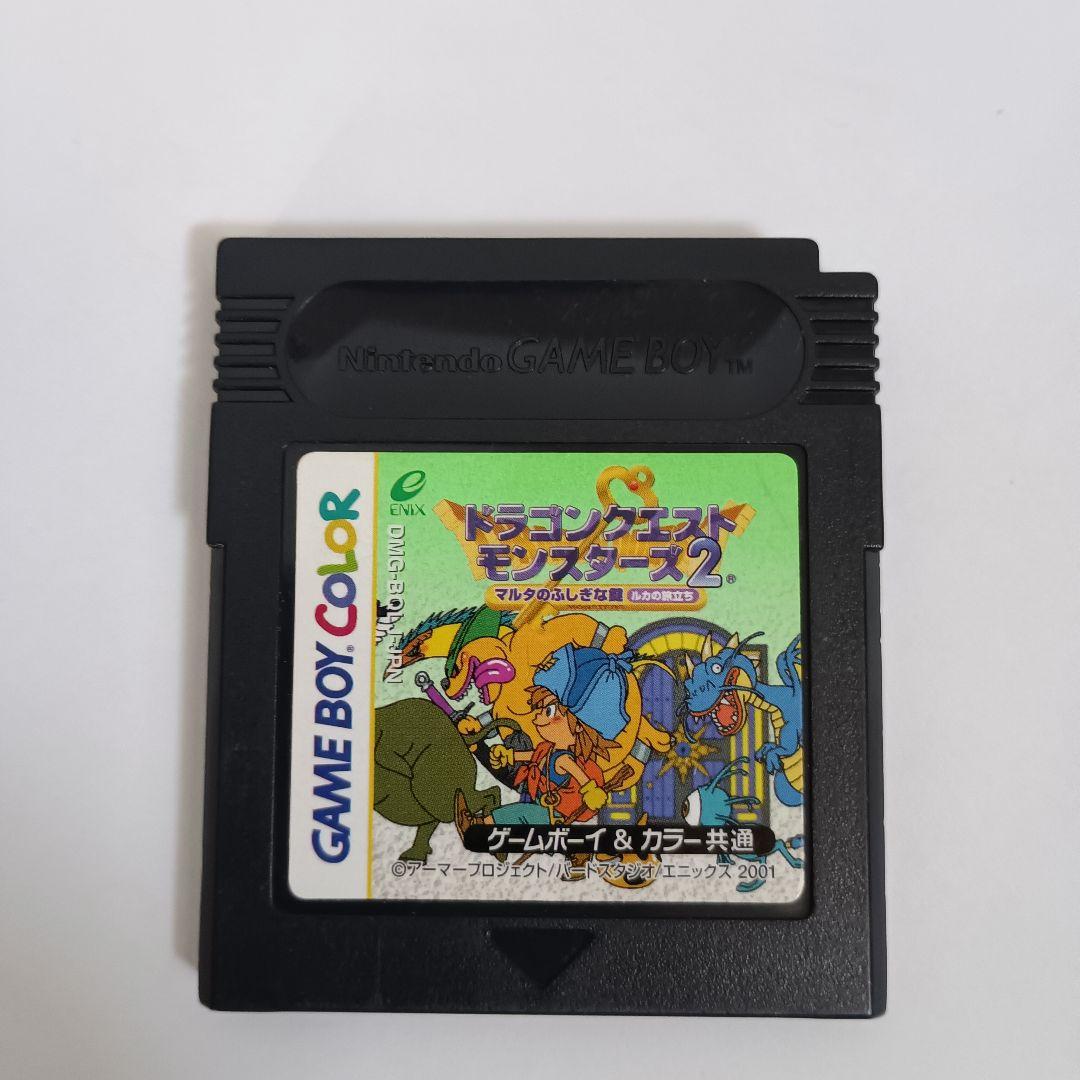 Nintendo GAME BOY™
GAME BOY® COLOR
e
ENIX
ドラゴンクエスト
モンスターズ2®
マルタのふしぎな鍵 ルカの旅立ち
ゲームボーイ & カラー共通
©アーマープロジェクト/バードスタジオ/エニックス 2001